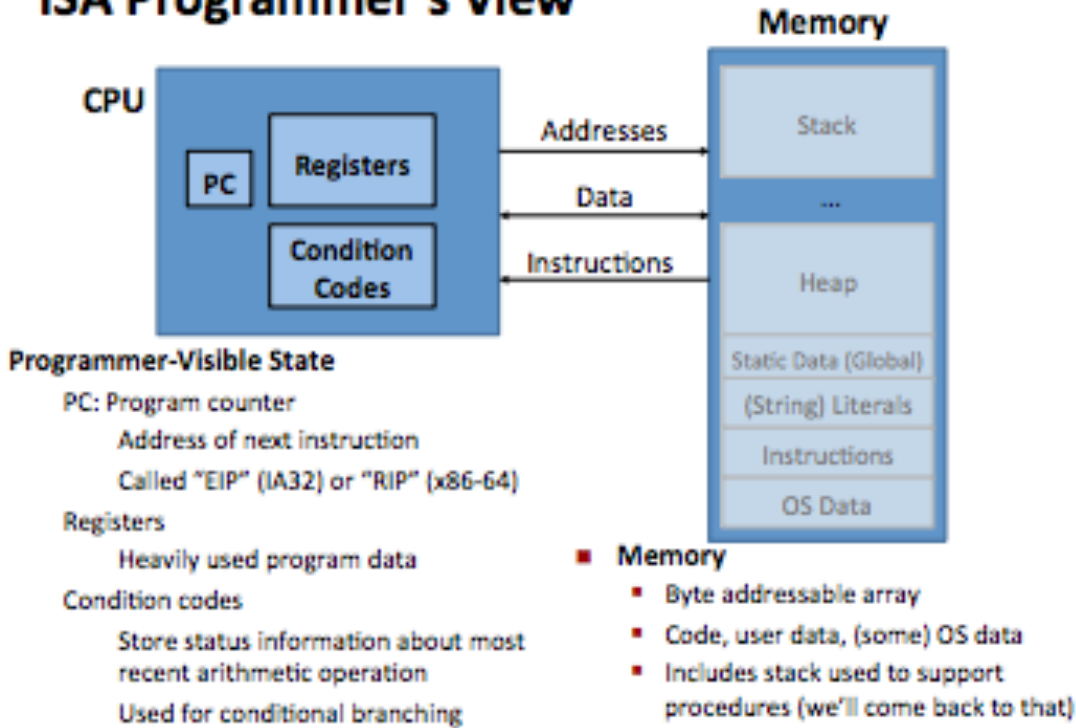 ISA Programmer's View
Memory
CPU
PC
Registers
Condition
Codes
Addresses
Data
Instructions
Stack
...
Heap
Static Data (Global)
(String) Literals
Instructions
OS Data
Programmer-Visible State
PC: Program counter
Address of next instruction
Called "EIP" (IA32) or "RIP" (x86-64)
Registers
Heavily used program data
Condition codes
Store status information about most
recent arithmetic operation
Used for conditional branching
Memory
Byte addressable array
Code, user data, (some) OS data
Includes stack used to support
procedures (we'll come back to that)